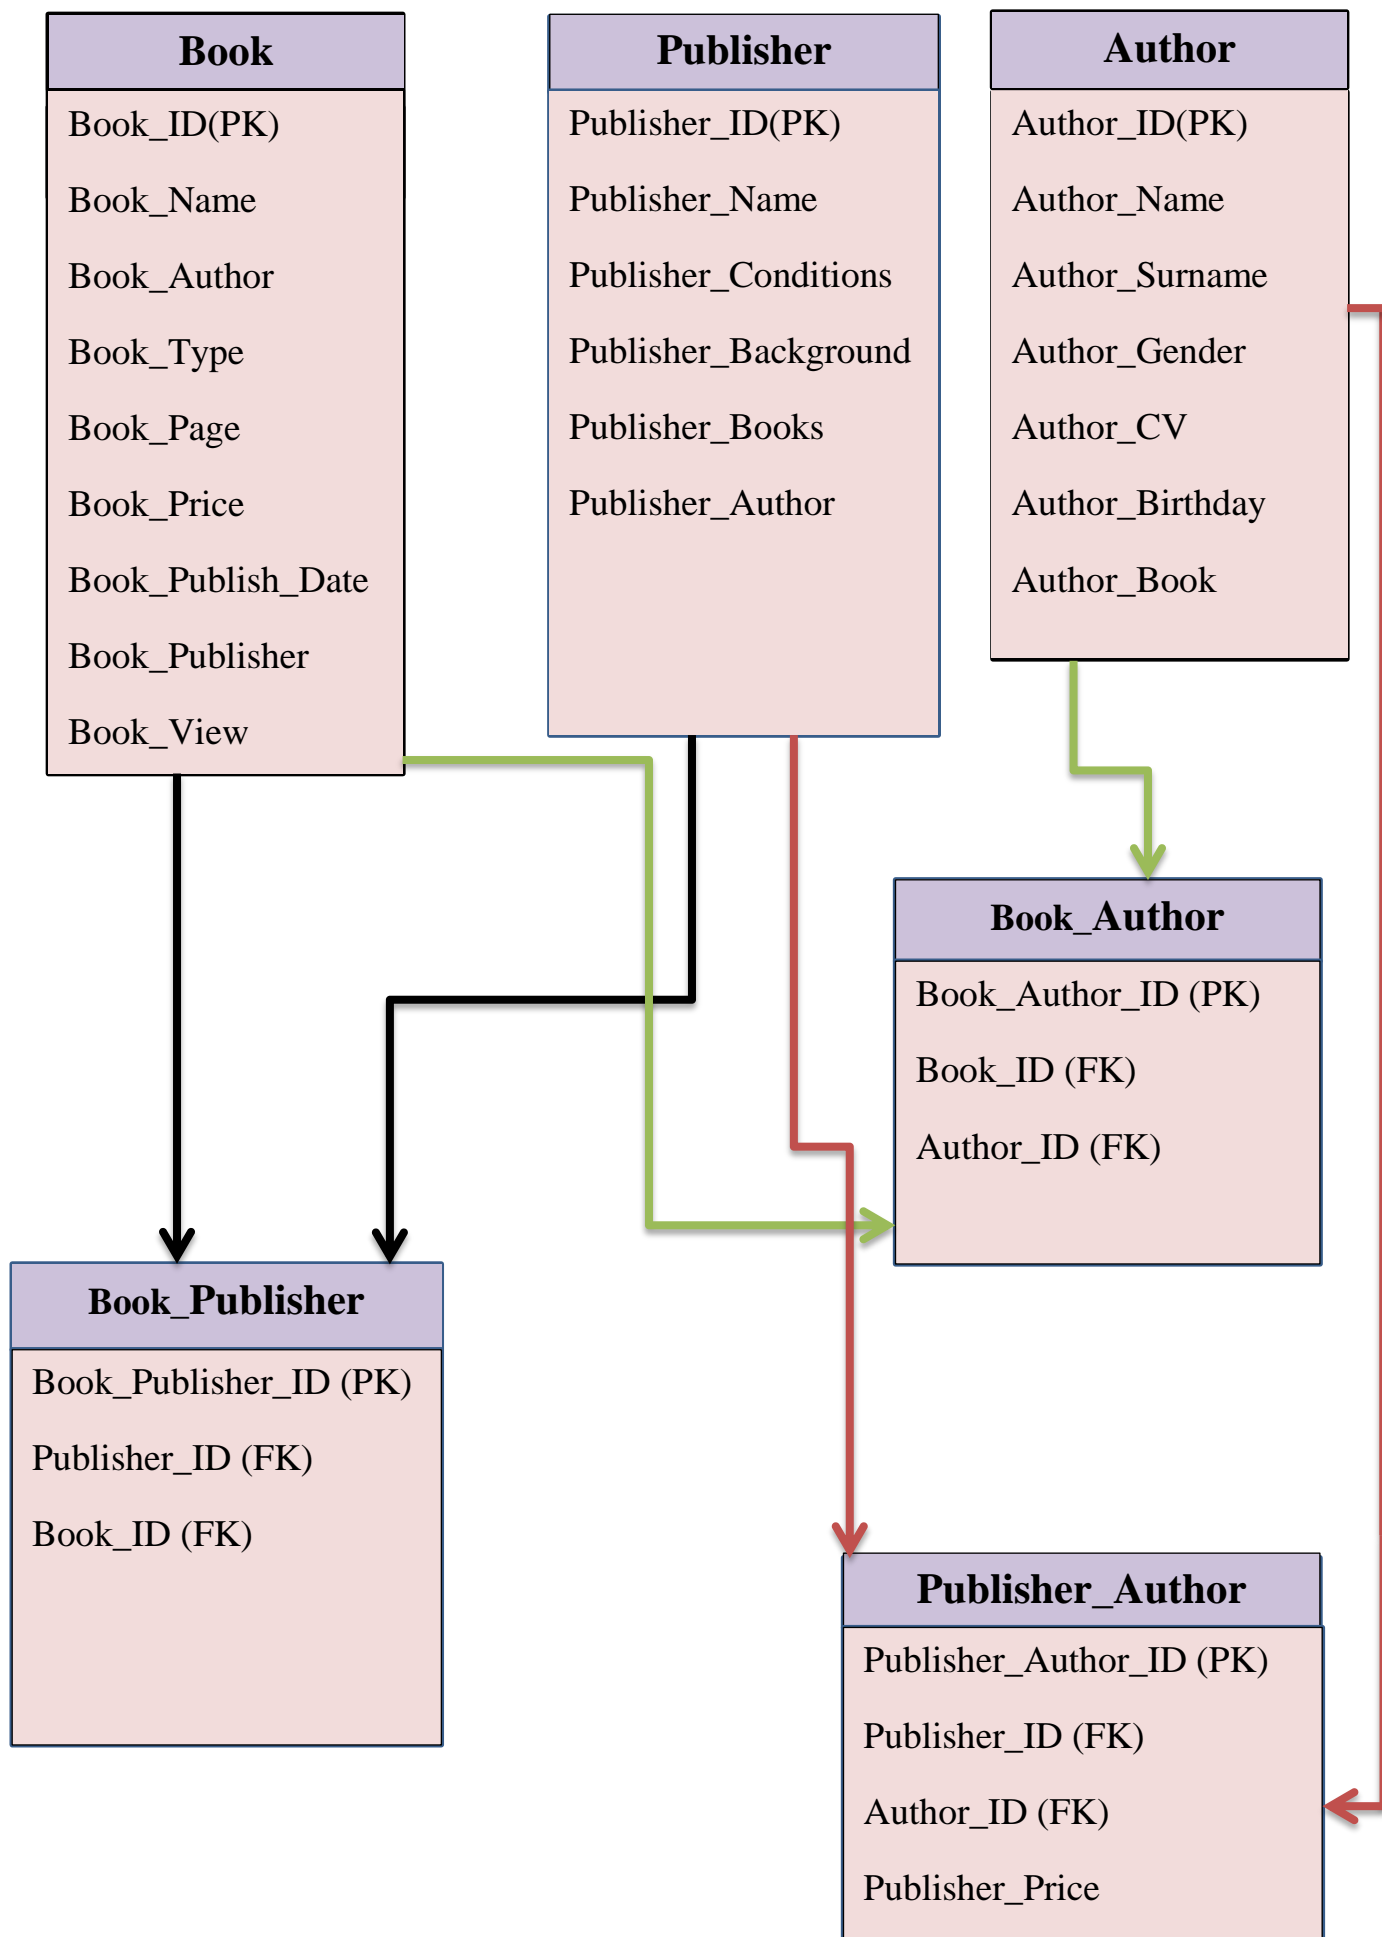 Book
Book_ID(PK)
Book_Name
Book_Author
Book_Type
Book_Page
Book_Price
Book_Publish_Date
Book_Publisher
Book_View
Publisher
Publisher_ID(PK)
Publisher_Name
Publisher_Conditions
Publisher_Background
Publisher_Books
Publisher_Author
Author
Author_ID(PK)
Author_Name
Author_Surname
Author_Gender
Author_CV
Author_Birthday
Author_Book
Book_Author
Book_Author_ID (PK)
Book_ID (FK)
Author_ID (FK)
Book_Publisher
Book_Publisher_ID (PK)
Publisher_ID (FK)
Book_ID (FK)
Publisher_Author
Publisher_Author_ID (PK)
Publisher_ID (FK)
Author_ID (FK)
Publisher_Price